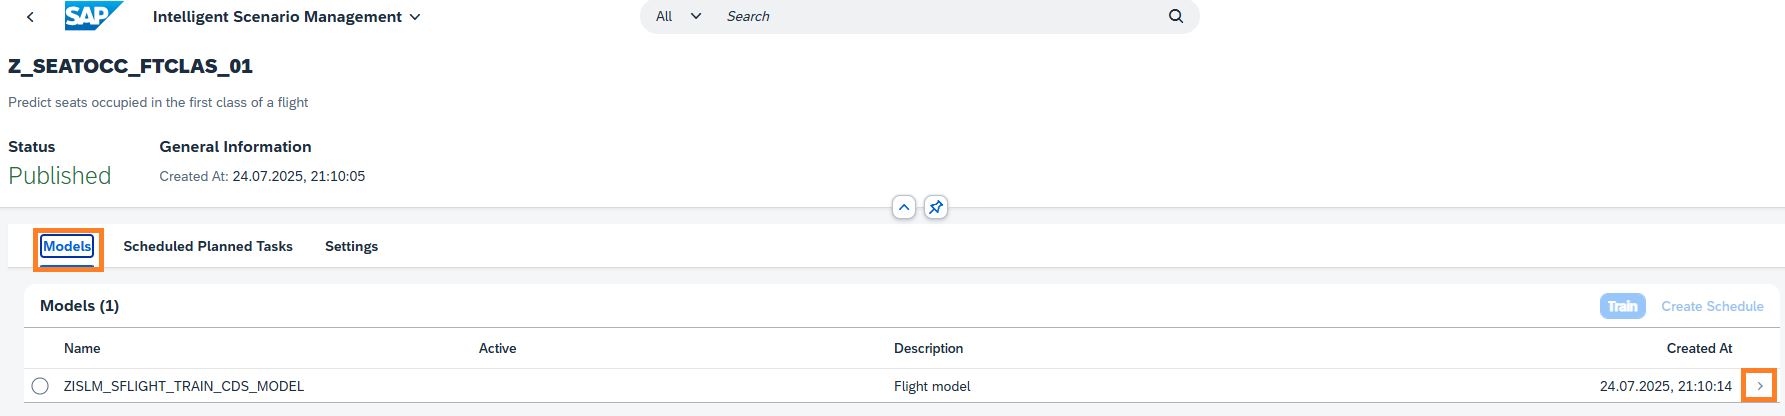 SAP Intelligent Scenario Management All Search
Z_SEATOCC_FTCLAS_01
Predict seats occupied in the first class of a flight
Status General Information
Published Created At: 24.07.2025, 21:10:05
Models Scheduled Planned Tasks Settings
Models (1) Train Create Schedule
Name Active Description Created At
ZISLM_SFLIGHT_TRAIN_CDS_MODEL Flight model 24.07.2025, 21:10:14